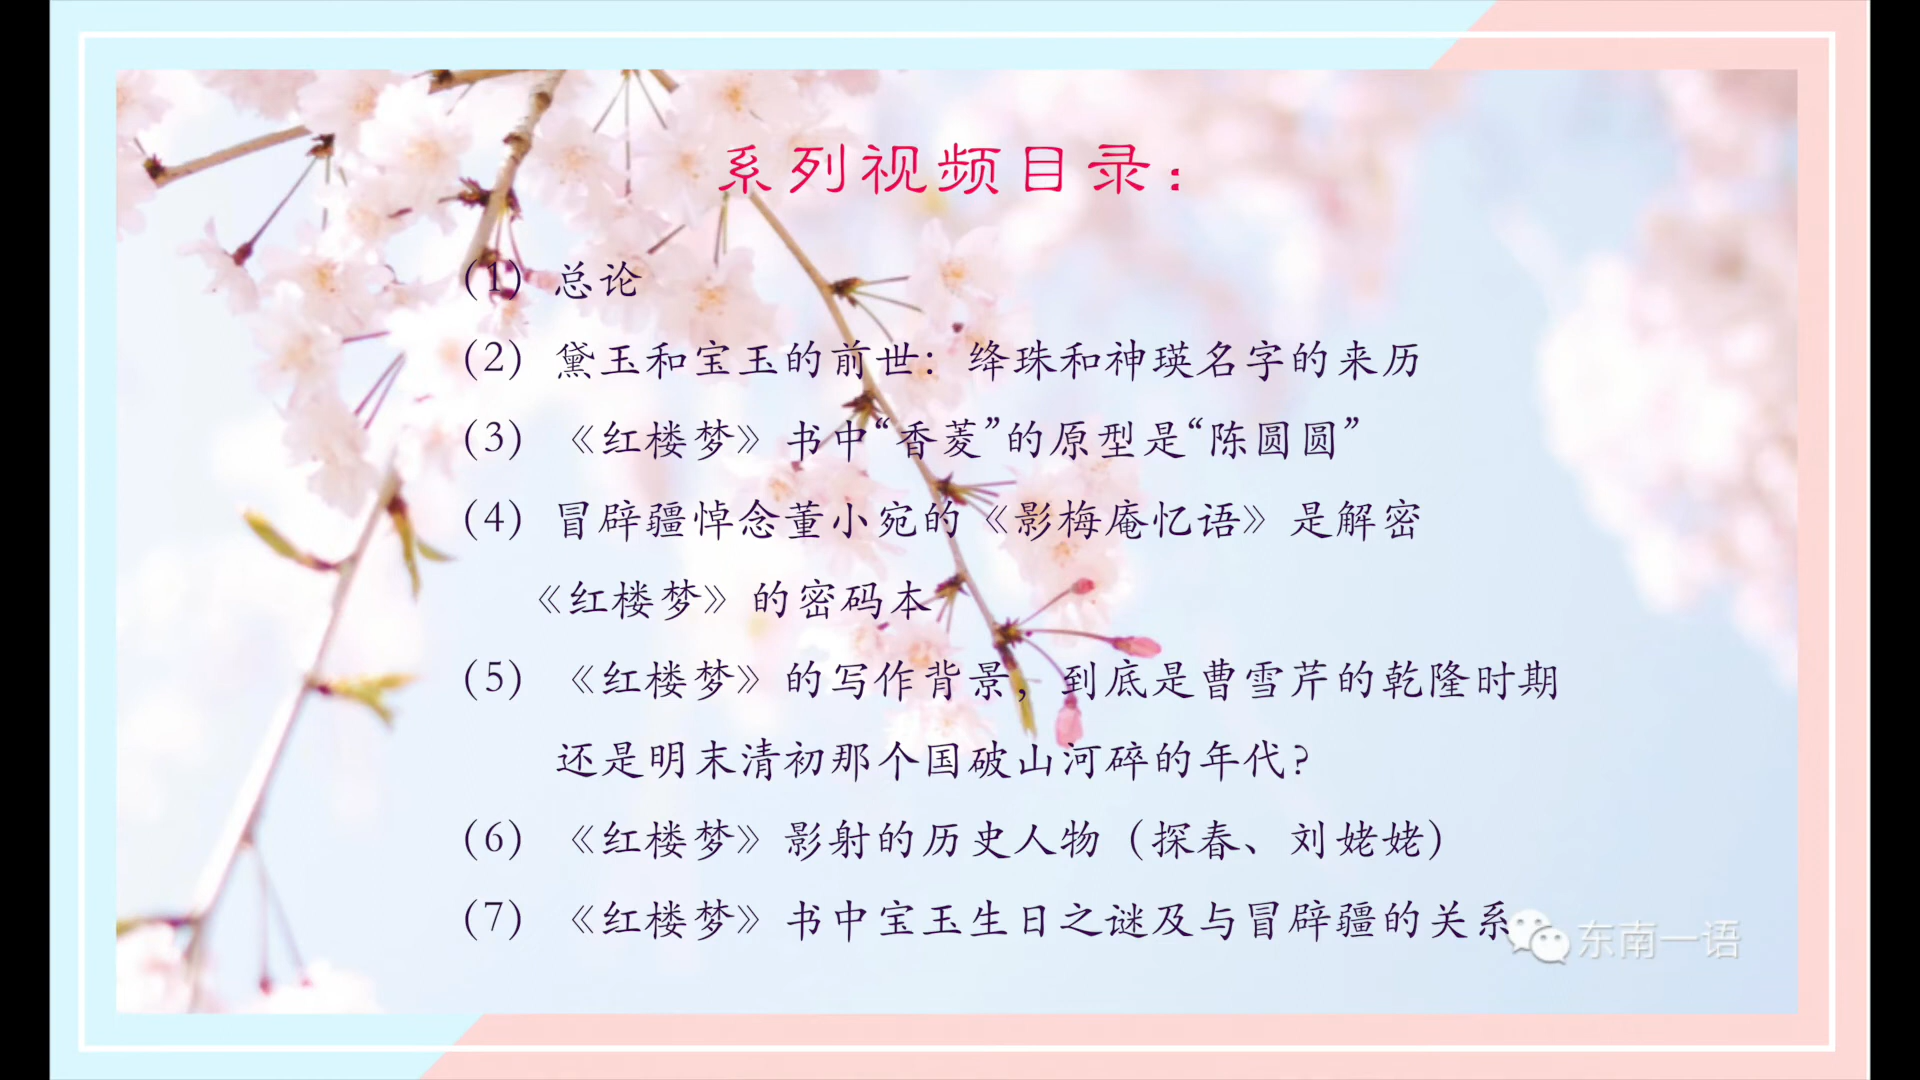 系列视频目录：
（1）总论
（2）黛玉和宝玉的前世：绛珠和神瑛名字的来历
（3）《红楼梦》书中“香菱”的原型是“陈圆圆”
（4）冒辟疆悼念董小宛的《影梅庵忆语》是解密
《红楼梦》的密码本
（5）《红楼梦》的写作背景，到底是曹雪芹的乾隆时期
还是明末清初那个国破山河碎的年代？
（6）《红楼梦》影射的历史人物（探春、刘姥姥）
（7）《红楼梦》书中宝玉生日之谜及与冒辟疆的关系
东南一语